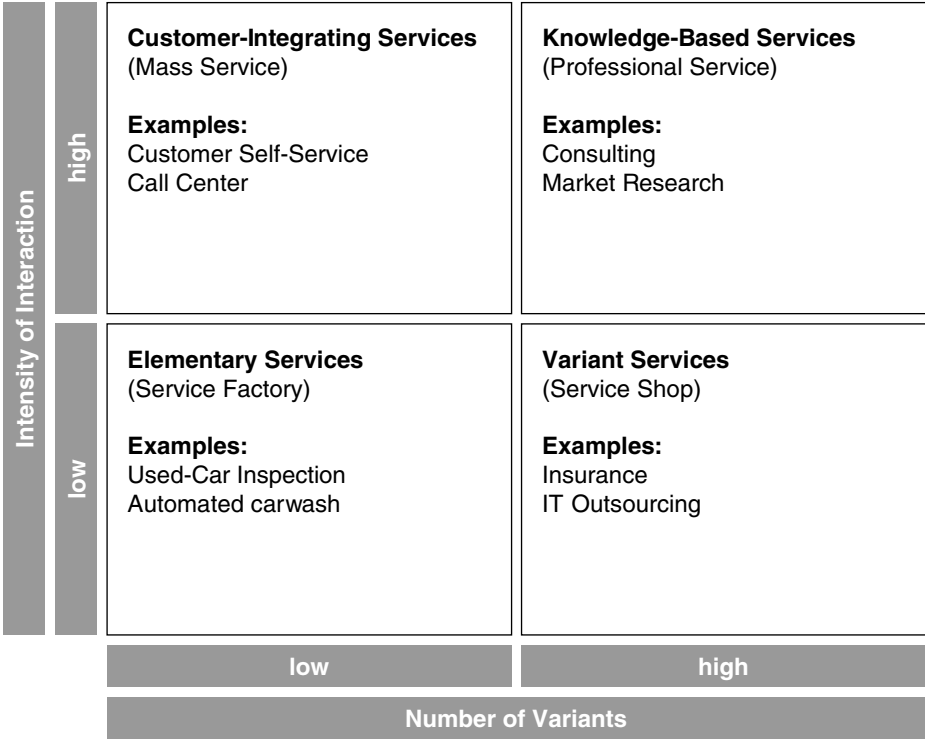 Intensity of Interaction
high
Customer-Integrating Services
(Mass Service)
Examples:
Customer Self-Service
Call Center
Knowledge-Based Services
(Professional Service)
Examples:
Consulting
Market Research
low
Elementary Services
(Service Factory)
Examples:
Used-Car Inspection
Automated carwash
Variant Services
(Service Shop)
Examples:
Insurance
IT Outsourcing
low
high
Number of Variants